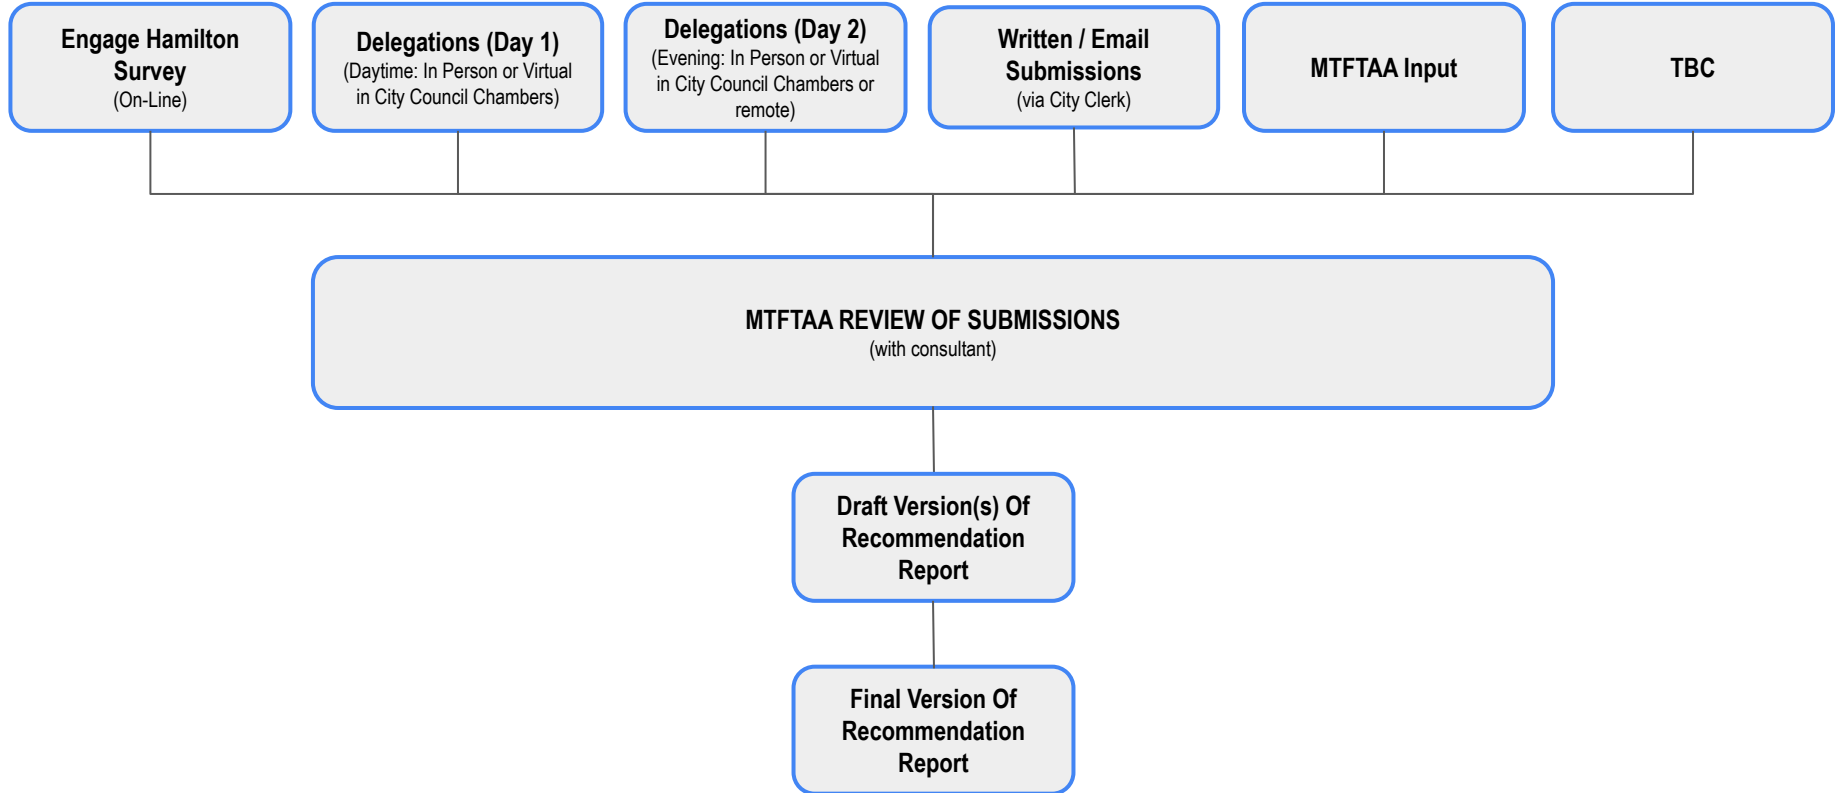 Engage Hamilton
Survey
(On-Line)
Delegations (Day 1)
(Daytime: In Person or Virtual
in City Council Chambers)
Delegations (Day 2)
(Evening: In Person or Virtual
in City Council Chambers or
remote)
Written / Email
Submissions
(via City Clerk)
MTFTAA Input
TBC
MTFTAA REVIEW OF SUBMISSIONS
(with consultant)
Draft Version(s) Of
Recommendation
Report
Final Version Of
Recommendation
Report